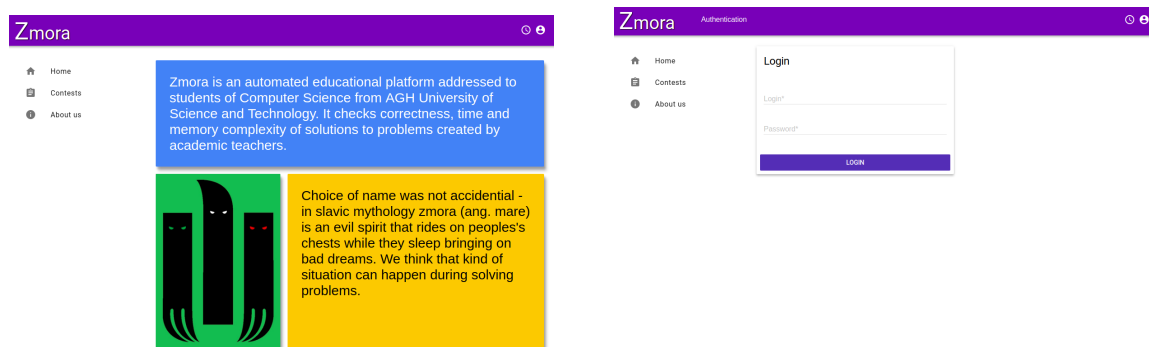 Zmora
Home
Contests
About us
Zmora is an automated educational platform addressed to
students of Computer Science from AGH University of
Science and Technology. It checks correctness, time and
memory complexity of solutions to problems created by
academic teachers.
Choice of name was not accidental -
in slavic mythology zmora (ang. mare)
is an evil spirit that rides on peoples's
chests while they sleep bringing on
bad dreams. We think that kind of
situation can happen during solving
problems.
Zmora Authentication
Home
Contests
About us
Login
Login*
Password*
LOGIN